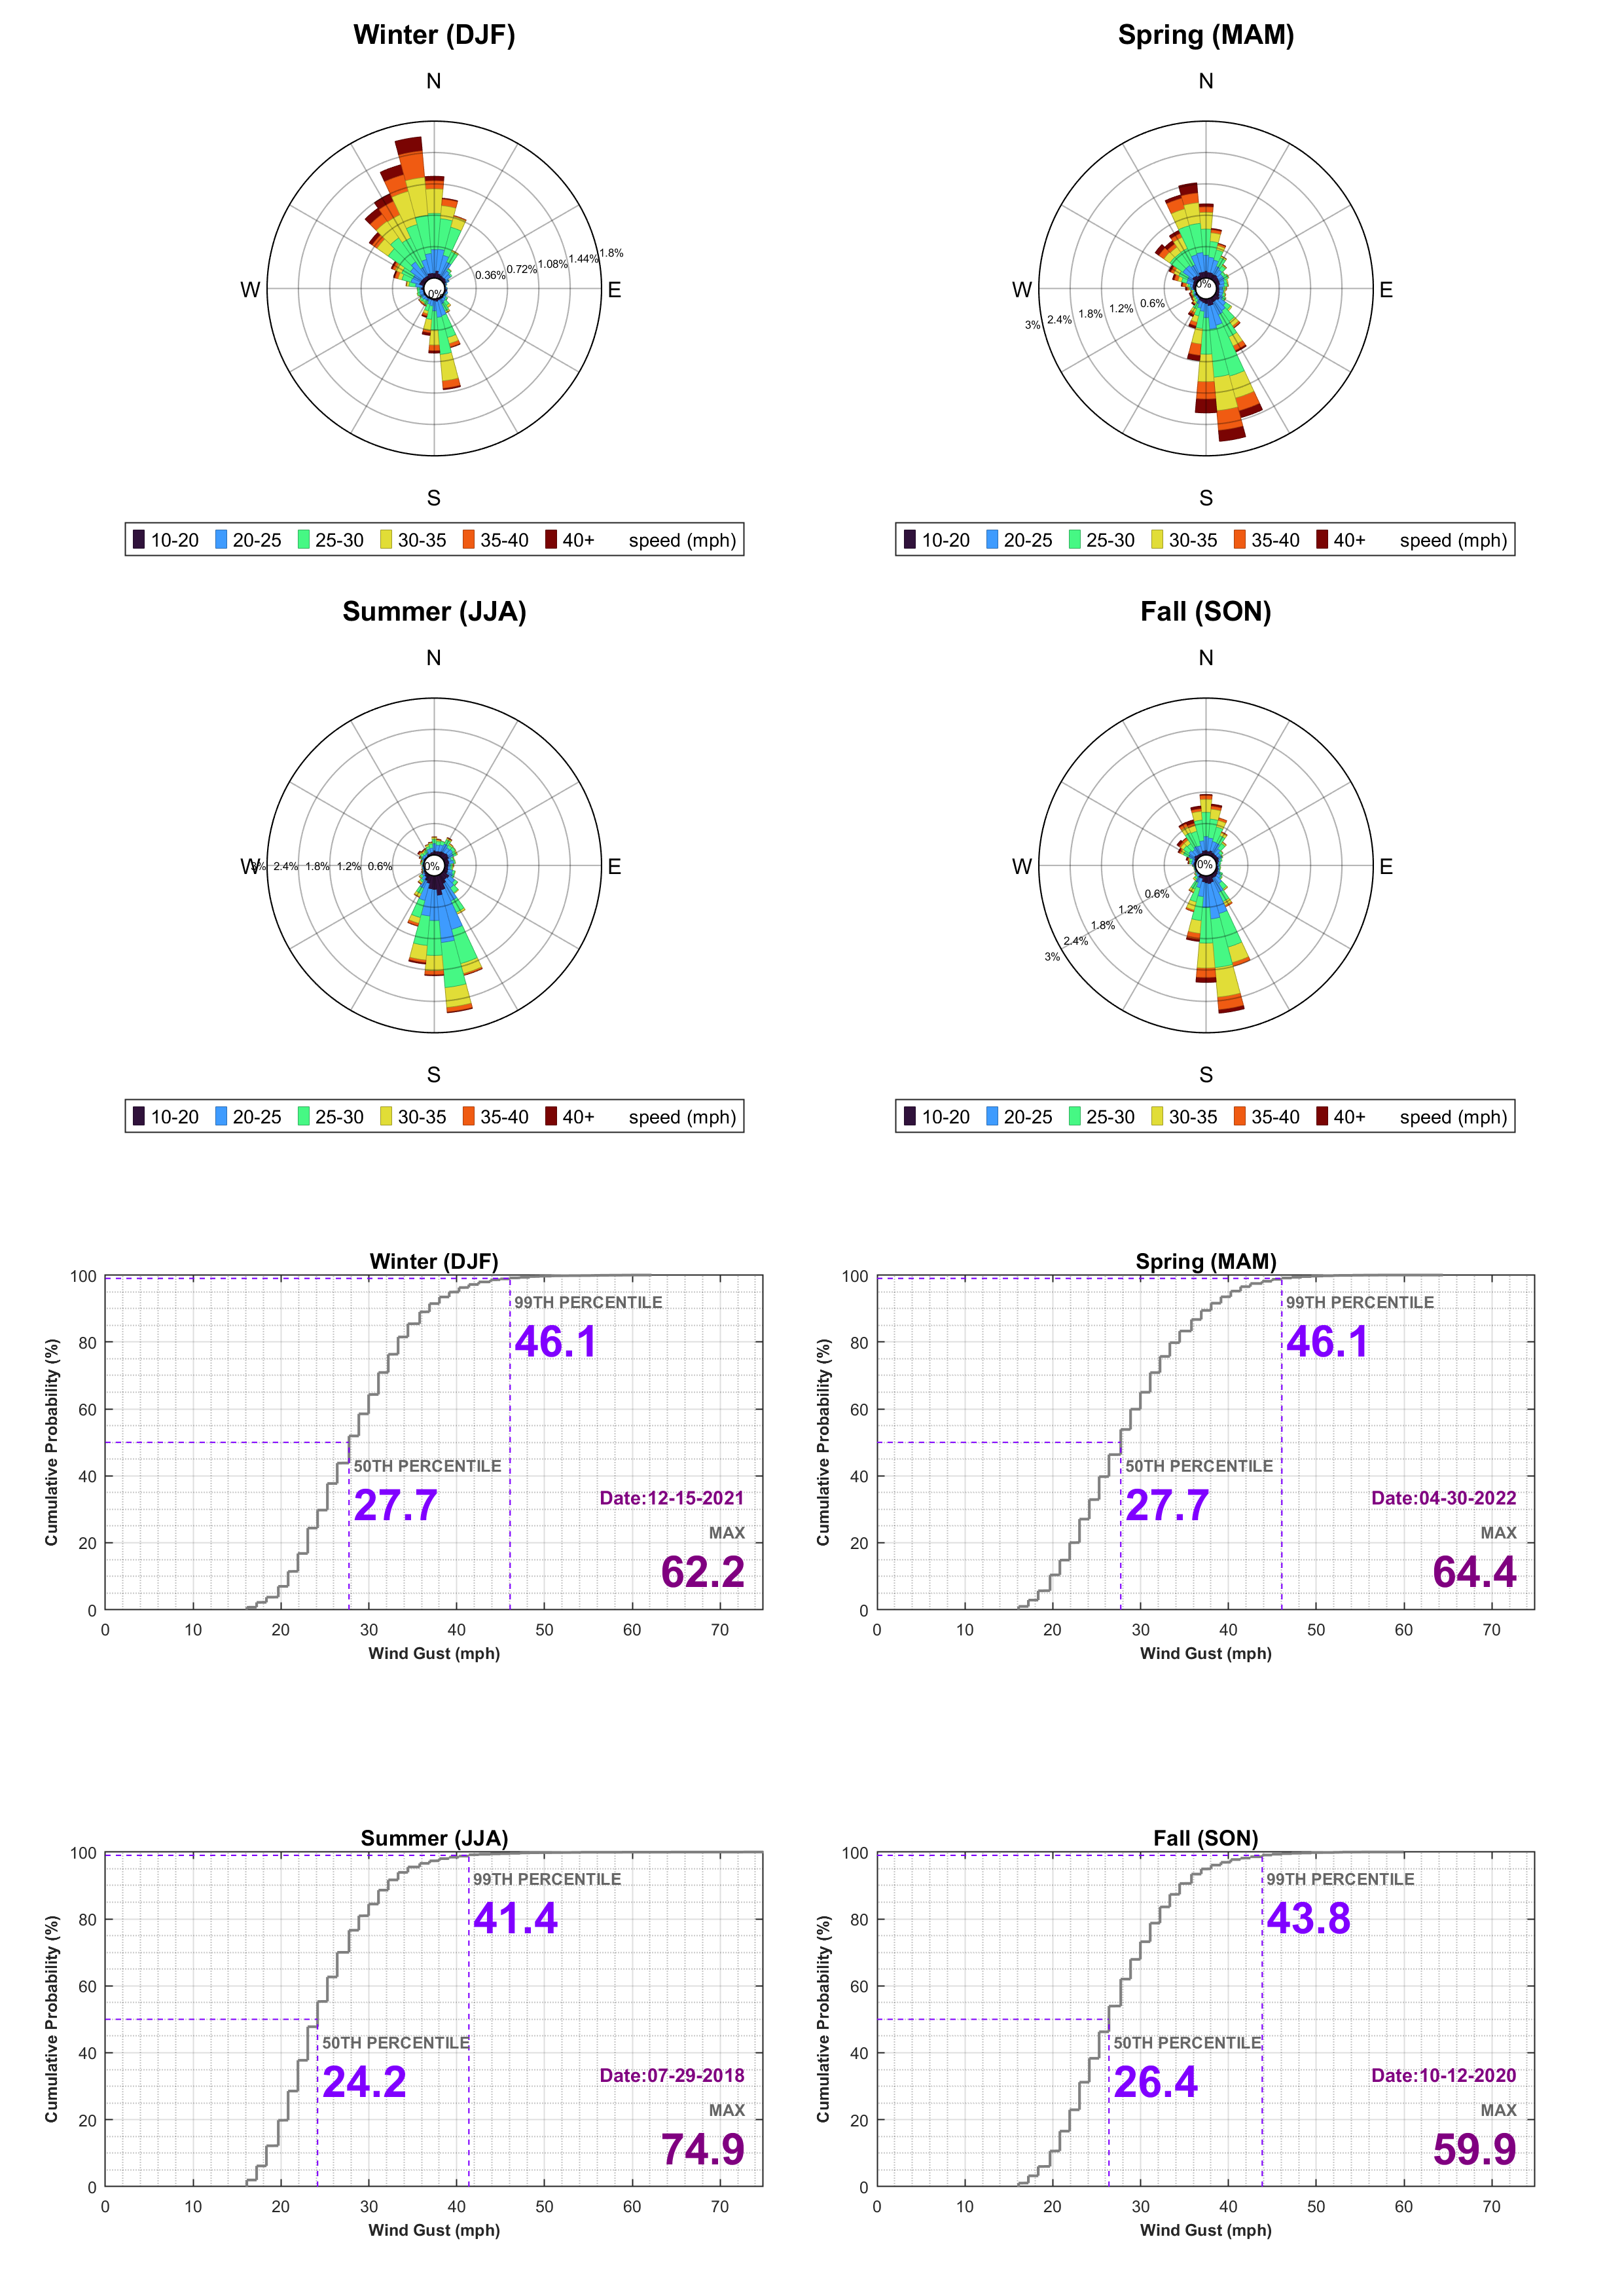 Winter (DJF)
N
W
E
S
0%
0.36%
0.72%
1.08%
1.44%
1.8%
10-20 20-25 25-30 30-35 35-40 40+ speed (mph)
Spring (MAM)
N
W
E
S
0%
0.6%
1.2%
1.8%
2.4%
3%
10-20 20-25 25-30 30-35 35-40 40+ speed (mph)
Summer (JJA)
N
W
E
S
0%
0.6%
1.2%
1.8%
2.4%
3%
10-20 20-25 25-30 30-35 35-40 40+ speed (mph)
Fall (SON)
N
W
E
S
0%
0.6%
1.2%
1.8%
2.4%
3%
10-20 20-25 25-30 30-35 35-40 40+ speed (mph)
Winter (DJF)
Cumulative Probability (%)
100
80
60
40
20
0
99TH PERCENTILE
46.1
50TH PERCENTILE
27.7
Date:12-15-2021
MAX
62.2
0 10 20 30 40 50 60 70
Wind Gust (mph)
Spring (MAM)
Cumulative Probability (%)
100
80
60
40
20
0
99TH PERCENTILE
46.1
50TH PERCENTILE
27.7
Date:04-30-2022
MAX
64.4
0 10 20 30 40 50 60 70
Wind Gust (mph)
Summer (JJA)
Cumulative Probability (%)
100
80
60
40
20
0
99TH PERCENTILE
41.4
50TH PERCENTILE
24.2
Date:07-29-2018
MAX
74.9
0 10 20 30 40 50 60 70
Wind Gust (mph)
Fall (SON)
Cumulative Probability (%)
100
80
60
40
20
0
99TH PERCENTILE
43.8
50TH PERCENTILE
26.4
Date:10-12-2020
MAX
59.9
0 10 20 30 40 50 60 70
Wind Gust (mph)